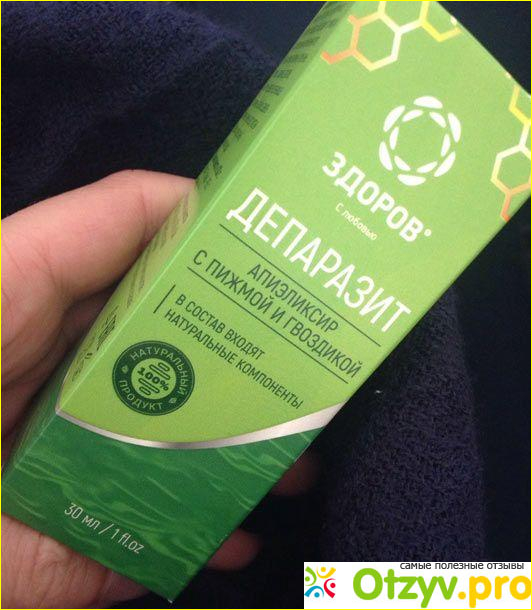 ЗДОРОВ®
С любовью
ДЕПАРАЗИТ
АПИЭЛИКСИР
С ПИЖМОЙ И ГВОЗДИКОЙ
В СОСТАВ ВХОДЯТ
НАТУРАЛЬНЫЕ КОМПОНЕНТЫ
НАТУРАЛЬНЫЙ
100%
ПРОДУКТ
30 мл / 1 fl.oz
самые полезные отзывы
Otzyv.pro